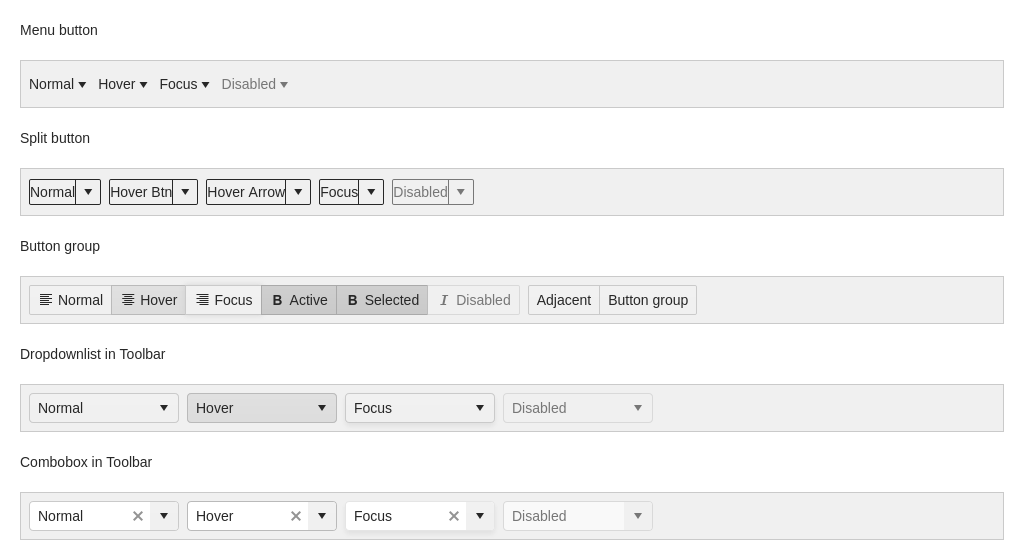 Menu button
Normal Hover Focus Disabled
Split button
Normal Hover Btn Hover Arrow Focus Disabled
Button group
Normal Hover Focus B Active B Selected I Disabled Adjacent Button group
Dropdownlist in Toolbar
Normal Hover Focus Disabled
Combobox in Toolbar
Normal Hover Focus Disabled